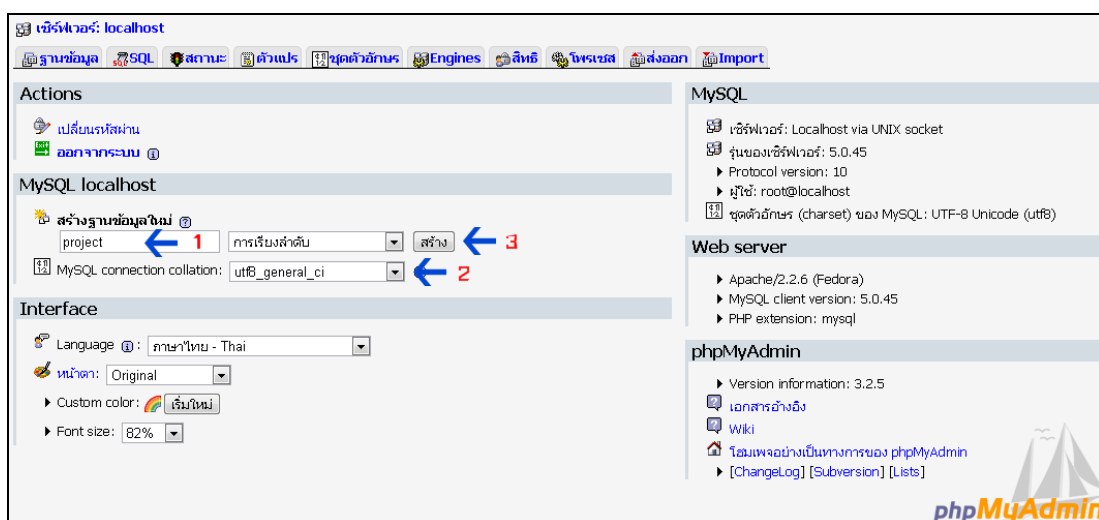 เซิร์ฟเวอร์: localhost
ฐานข้อมูล SQL สถานะ ตัวแปร ชุดตัวอักษร Engines สิทธิ โพรเซส ส่งออก Import
Actions
เปลี่ยนรหัสผ่าน
ออกจากระบบ
MySQL localhost
สร้างฐานข้อมูลใหม่
project 1 การเรียงลำดับ สร้าง 3
MySQL connection collation: utf8_general_ci 2
Interface
Language : ภาษาไทย - Thai
หน้าตา: Original
Custom color: เริ่มใหม่
Font size: 82%
MySQL
เซิร์ฟเวอร์: Localhost via UNIX socket
รุ่นของเซิร์ฟเวอร์: 5.0.45
Protocol version: 10
ผู้ใช้: root@localhost
ชุดตัวอักษร (charset) ของ MySQL: UTF-8 Unicode (utf8)
Web server
Apache/2.2.6 (Fedora)
MySQL client version: 5.0.45
PHP extension: mysql
phpMyAdmin
Version information: 3.2.5
เอกสารอ้างอิง
Wiki
โฮมเพจอย่างเป็นทางการของ phpMyAdmin
[ChangeLog] [Subversion] [Lists]
phpMyAdmin